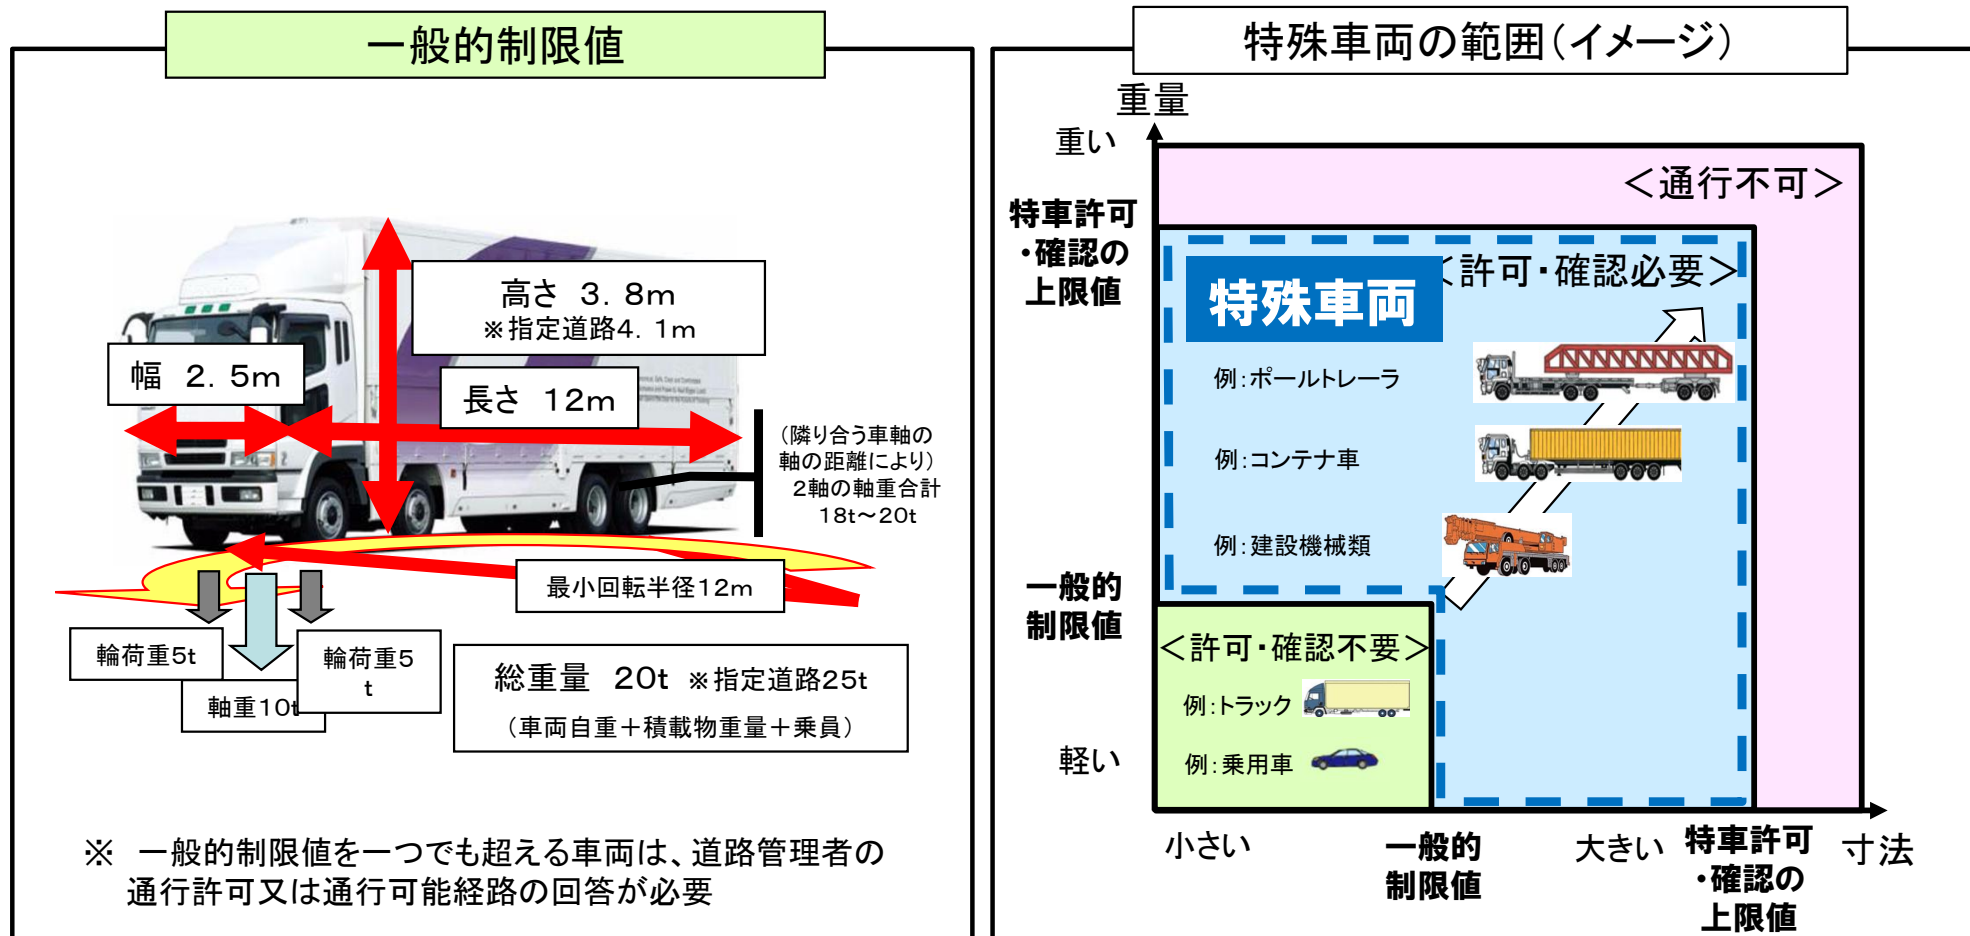 一般的制限値
高さ 3.8m
※指定道路4.1m
幅 2.5m
長さ 12m
(隣り合う車軸の
軸の距離により)
2軸の軸重合計
18t～20t
最小回転半径12m
輪荷重5t
軸重10t
輪荷重5
t
総重量 20t ※指定道路25t
(車両自重＋積載物重量＋乗員)
※ 一般的制限値を一つでも超える車両は、道路管理者の
通行許可又は通行可能経路の回答が必要
特殊車両の範囲(イメージ)
重量
重い
＜通行不可＞
特車許可
・確認の
上限値
＜許可・確認必要＞
特殊車両
例:ポールトレーラ
例:コンテナ車
例:建設機械類
一般的
制限値
＜許可・確認不要＞
例:トラック
例:乗用車
軽い
小さい
一般的
制限値
大きい
特車許可
・確認の
上限値
寸法